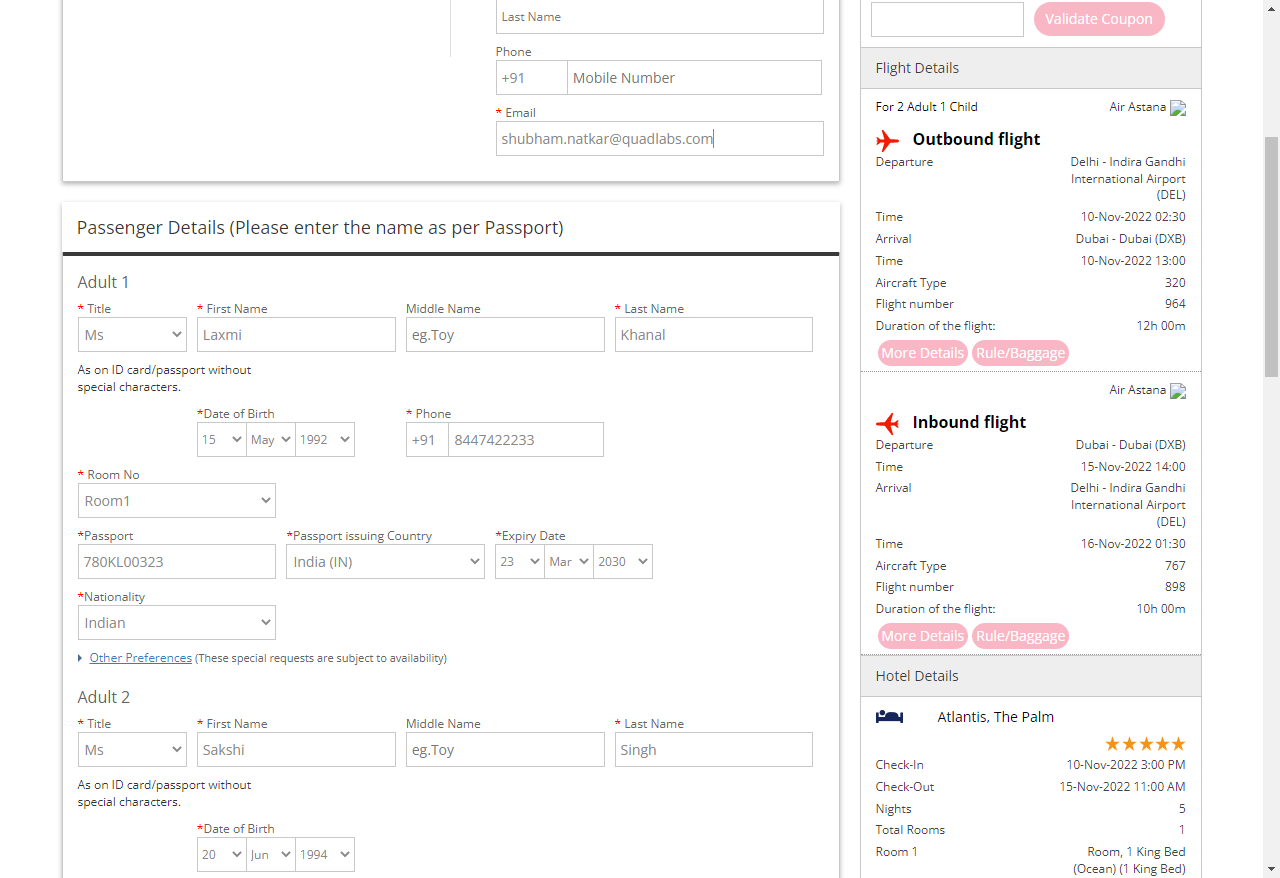 Last Name
Phone
+91 Mobile Number
* Email
shubham.natkar@quadlabs.com
Passenger Details (Please enter the name as per Passport)
Adult 1
* Title * First Name Middle Name * Last Name
Ms Laxmi eg.Toy Khanal
As on ID card/passport without
special characters.
*Date of Birth * Phone
15 May 1992 +91 8447422233
* Room No
Room1
*Passport *Passport issuing Country *Expiry Date
780KL00323 India (IN) 23 Mar 2030
*Nationality
Indian
Other Preferences (These special requests are subject to availability)
Adult 2
* Title * First Name Middle Name * Last Name
Ms Sakshi eg.Toy Singh
As on ID card/passport without
special characters.
*Date of Birth
20 Jun 1994
Validate Coupon
Flight Details
For 2 Adult 1 Child Air Astana
Outbound flight
Departure Delhi - Indira Gandhi
International Airport
(DEL)
Time 10-Nov-2022 02:30
Arrival Dubai - Dubai (DXB)
Time 10-Nov-2022 13:00
Aircraft Type 320
Flight number 964
Duration of the flight: 12h 00m
More Details Rule/Baggage
Air Astana
Inbound flight
Departure Dubai - Dubai (DXB)
Time 15-Nov-2022 14:00
Arrival Delhi - Indira Gandhi
International Airport
(DEL)
Time 16-Nov-2022 01:30
Aircraft Type 767
Flight number 898
Duration of the flight: 10h 00m
More Details Rule/Baggage
Hotel Details
Atlantis, The Palm
Check-In 10-Nov-2022 3:00 PM
Check-Out 15-Nov-2022 11:00 AM
Nights 5
Total Rooms 1
Room 1 Room, 1 King Bed
(Ocean) (1 King Bed)